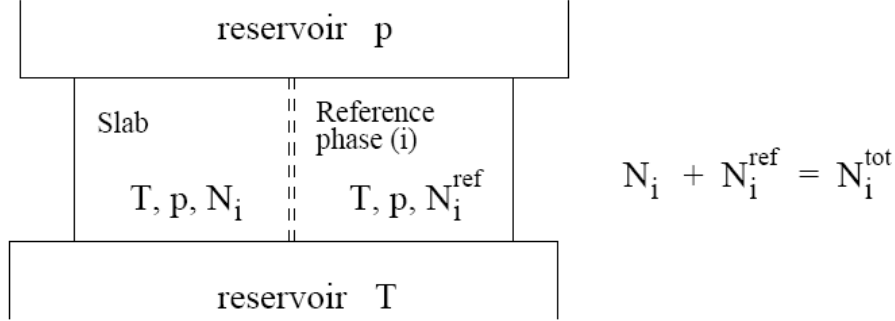 reservoir p
Slab
Reference
phase (i)
T, p, N_i
T, p, N_i^ref
N_i + N_i^ref = N_i^tot
reservoir T